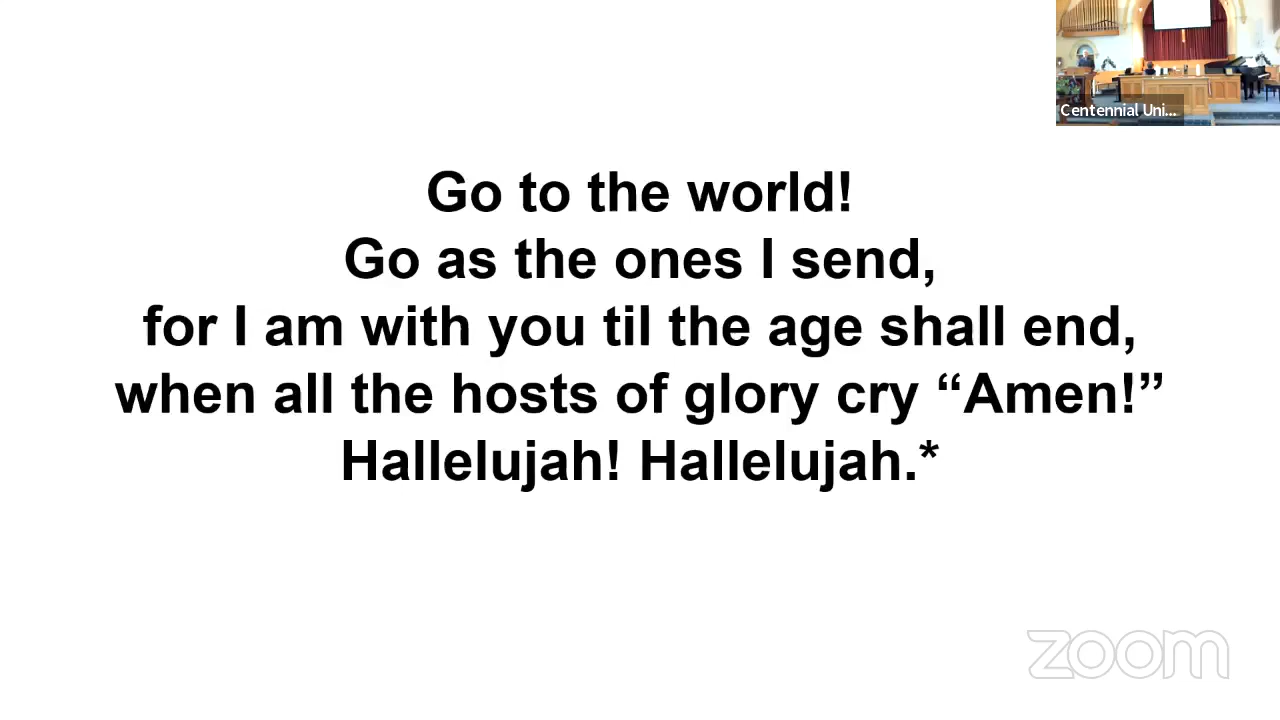 Centennial Uni...
Go to the world!
Go as the ones I send,
for I am with you til the age shall end,
when all the hosts of glory cry “Amen!”
Hallelujah! Hallelujah.*
zoom